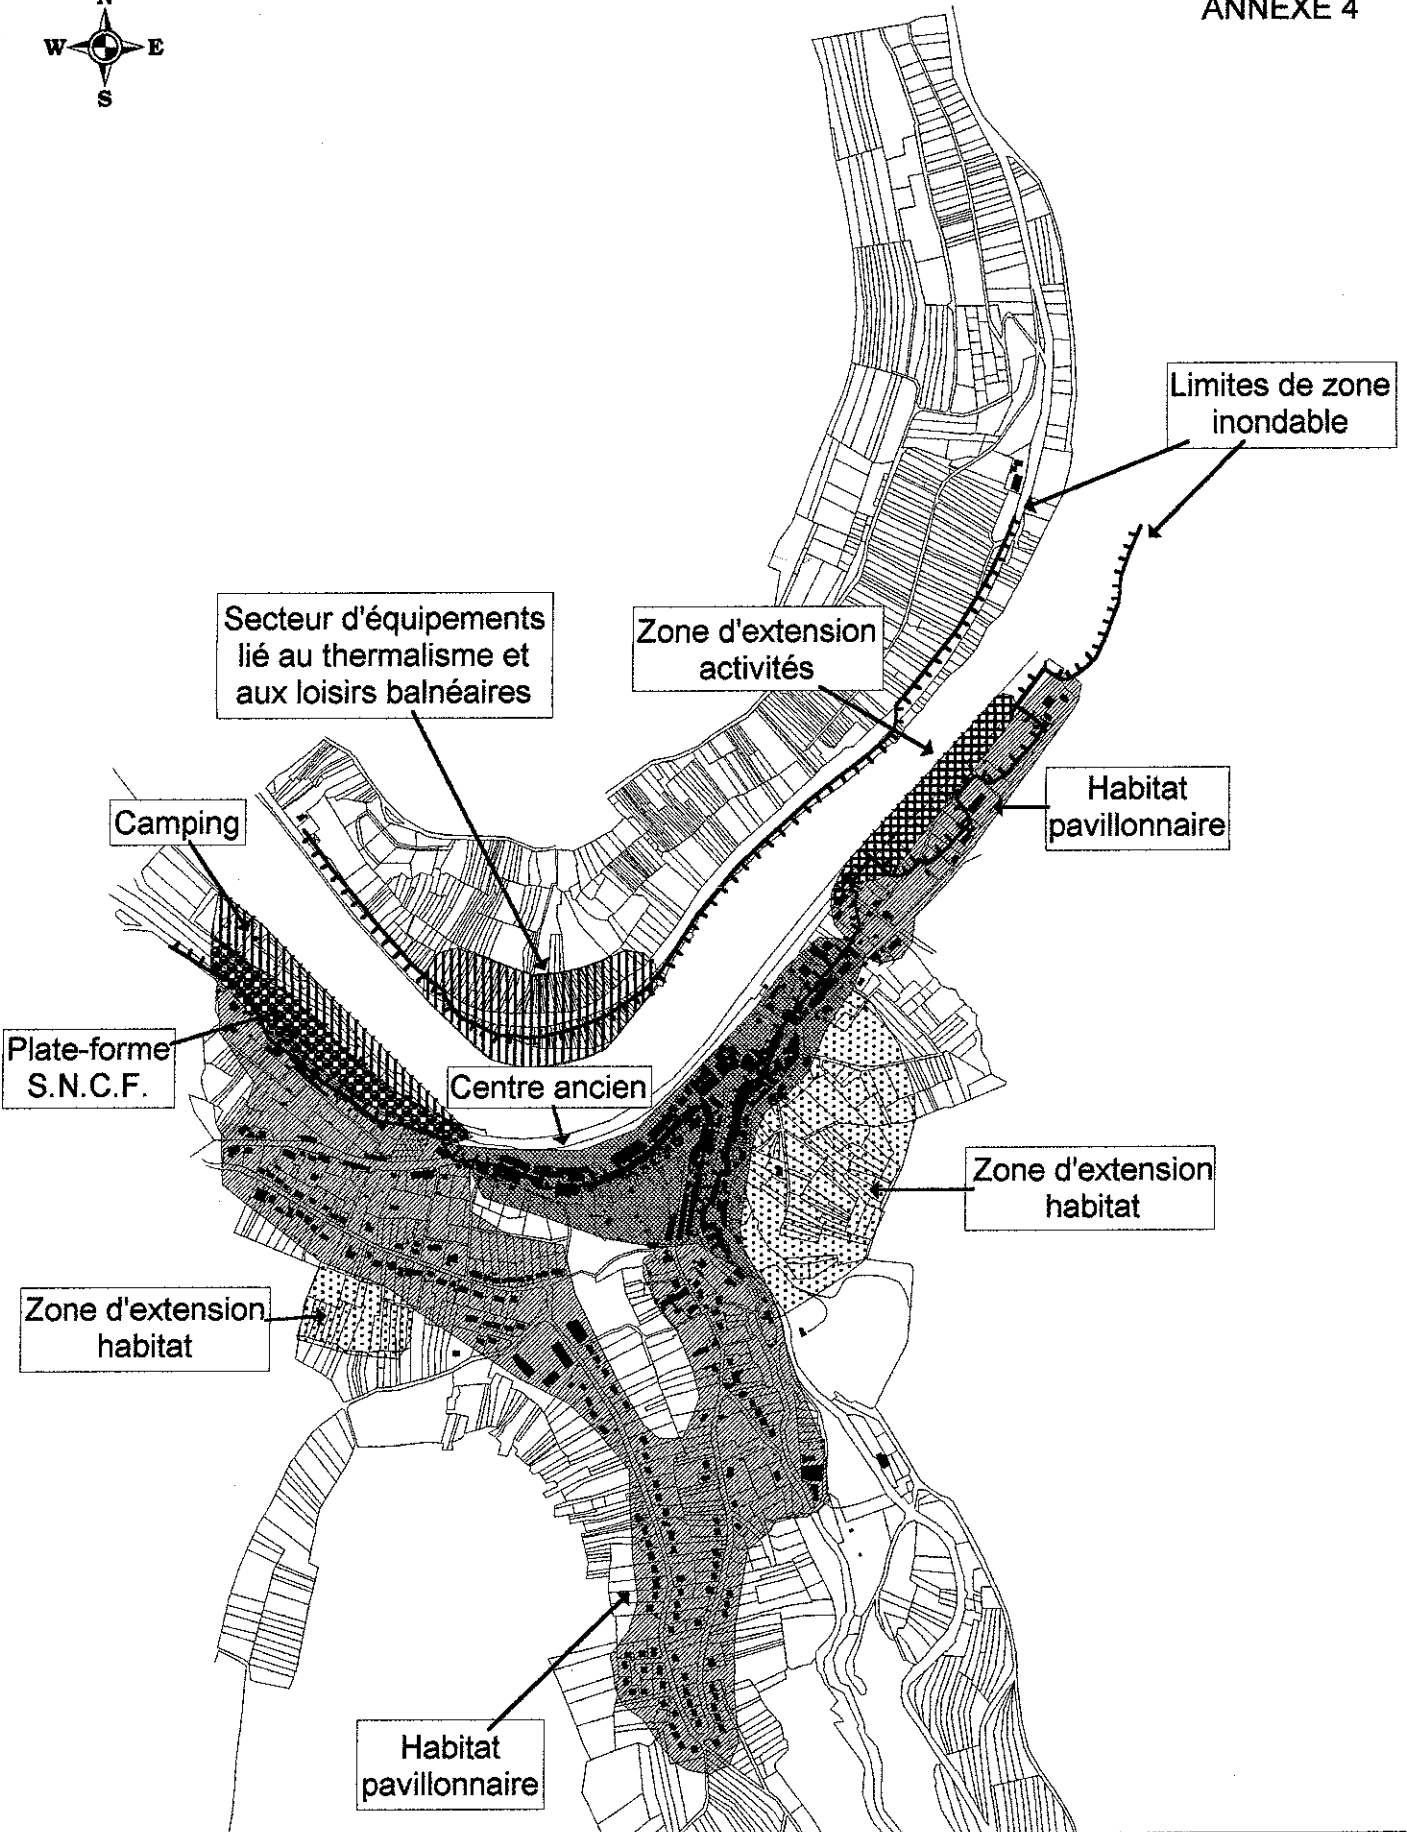 N
ANNEXE 4
W
E
S
Limites de zone
inondable
Secteur d'équipements
lié au thermalisme et
aux loisirs balnéaires
Zone d'extension
activités
Habitat
pavillonnaire
Camping
Plate-forme
S.N.C.F.
Centre ancien
Zone d'extension
habitat
Zone d'extension
habitat
Habitat
pavillonnaire